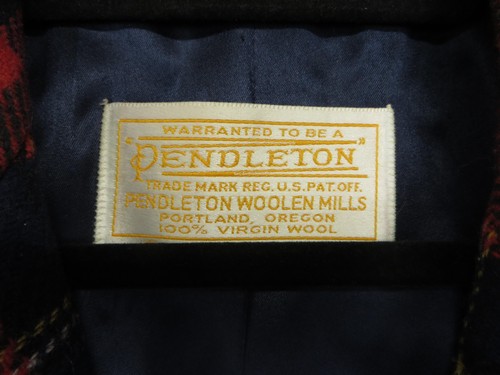 WARRANTED TO BE A
"PENDLETON"
TRADE MARK REG. U.S. PAT. OFF.
PENDLETON WOOLEN MILLS
PORTLAND, OREGON
100% VIRGIN WOOL